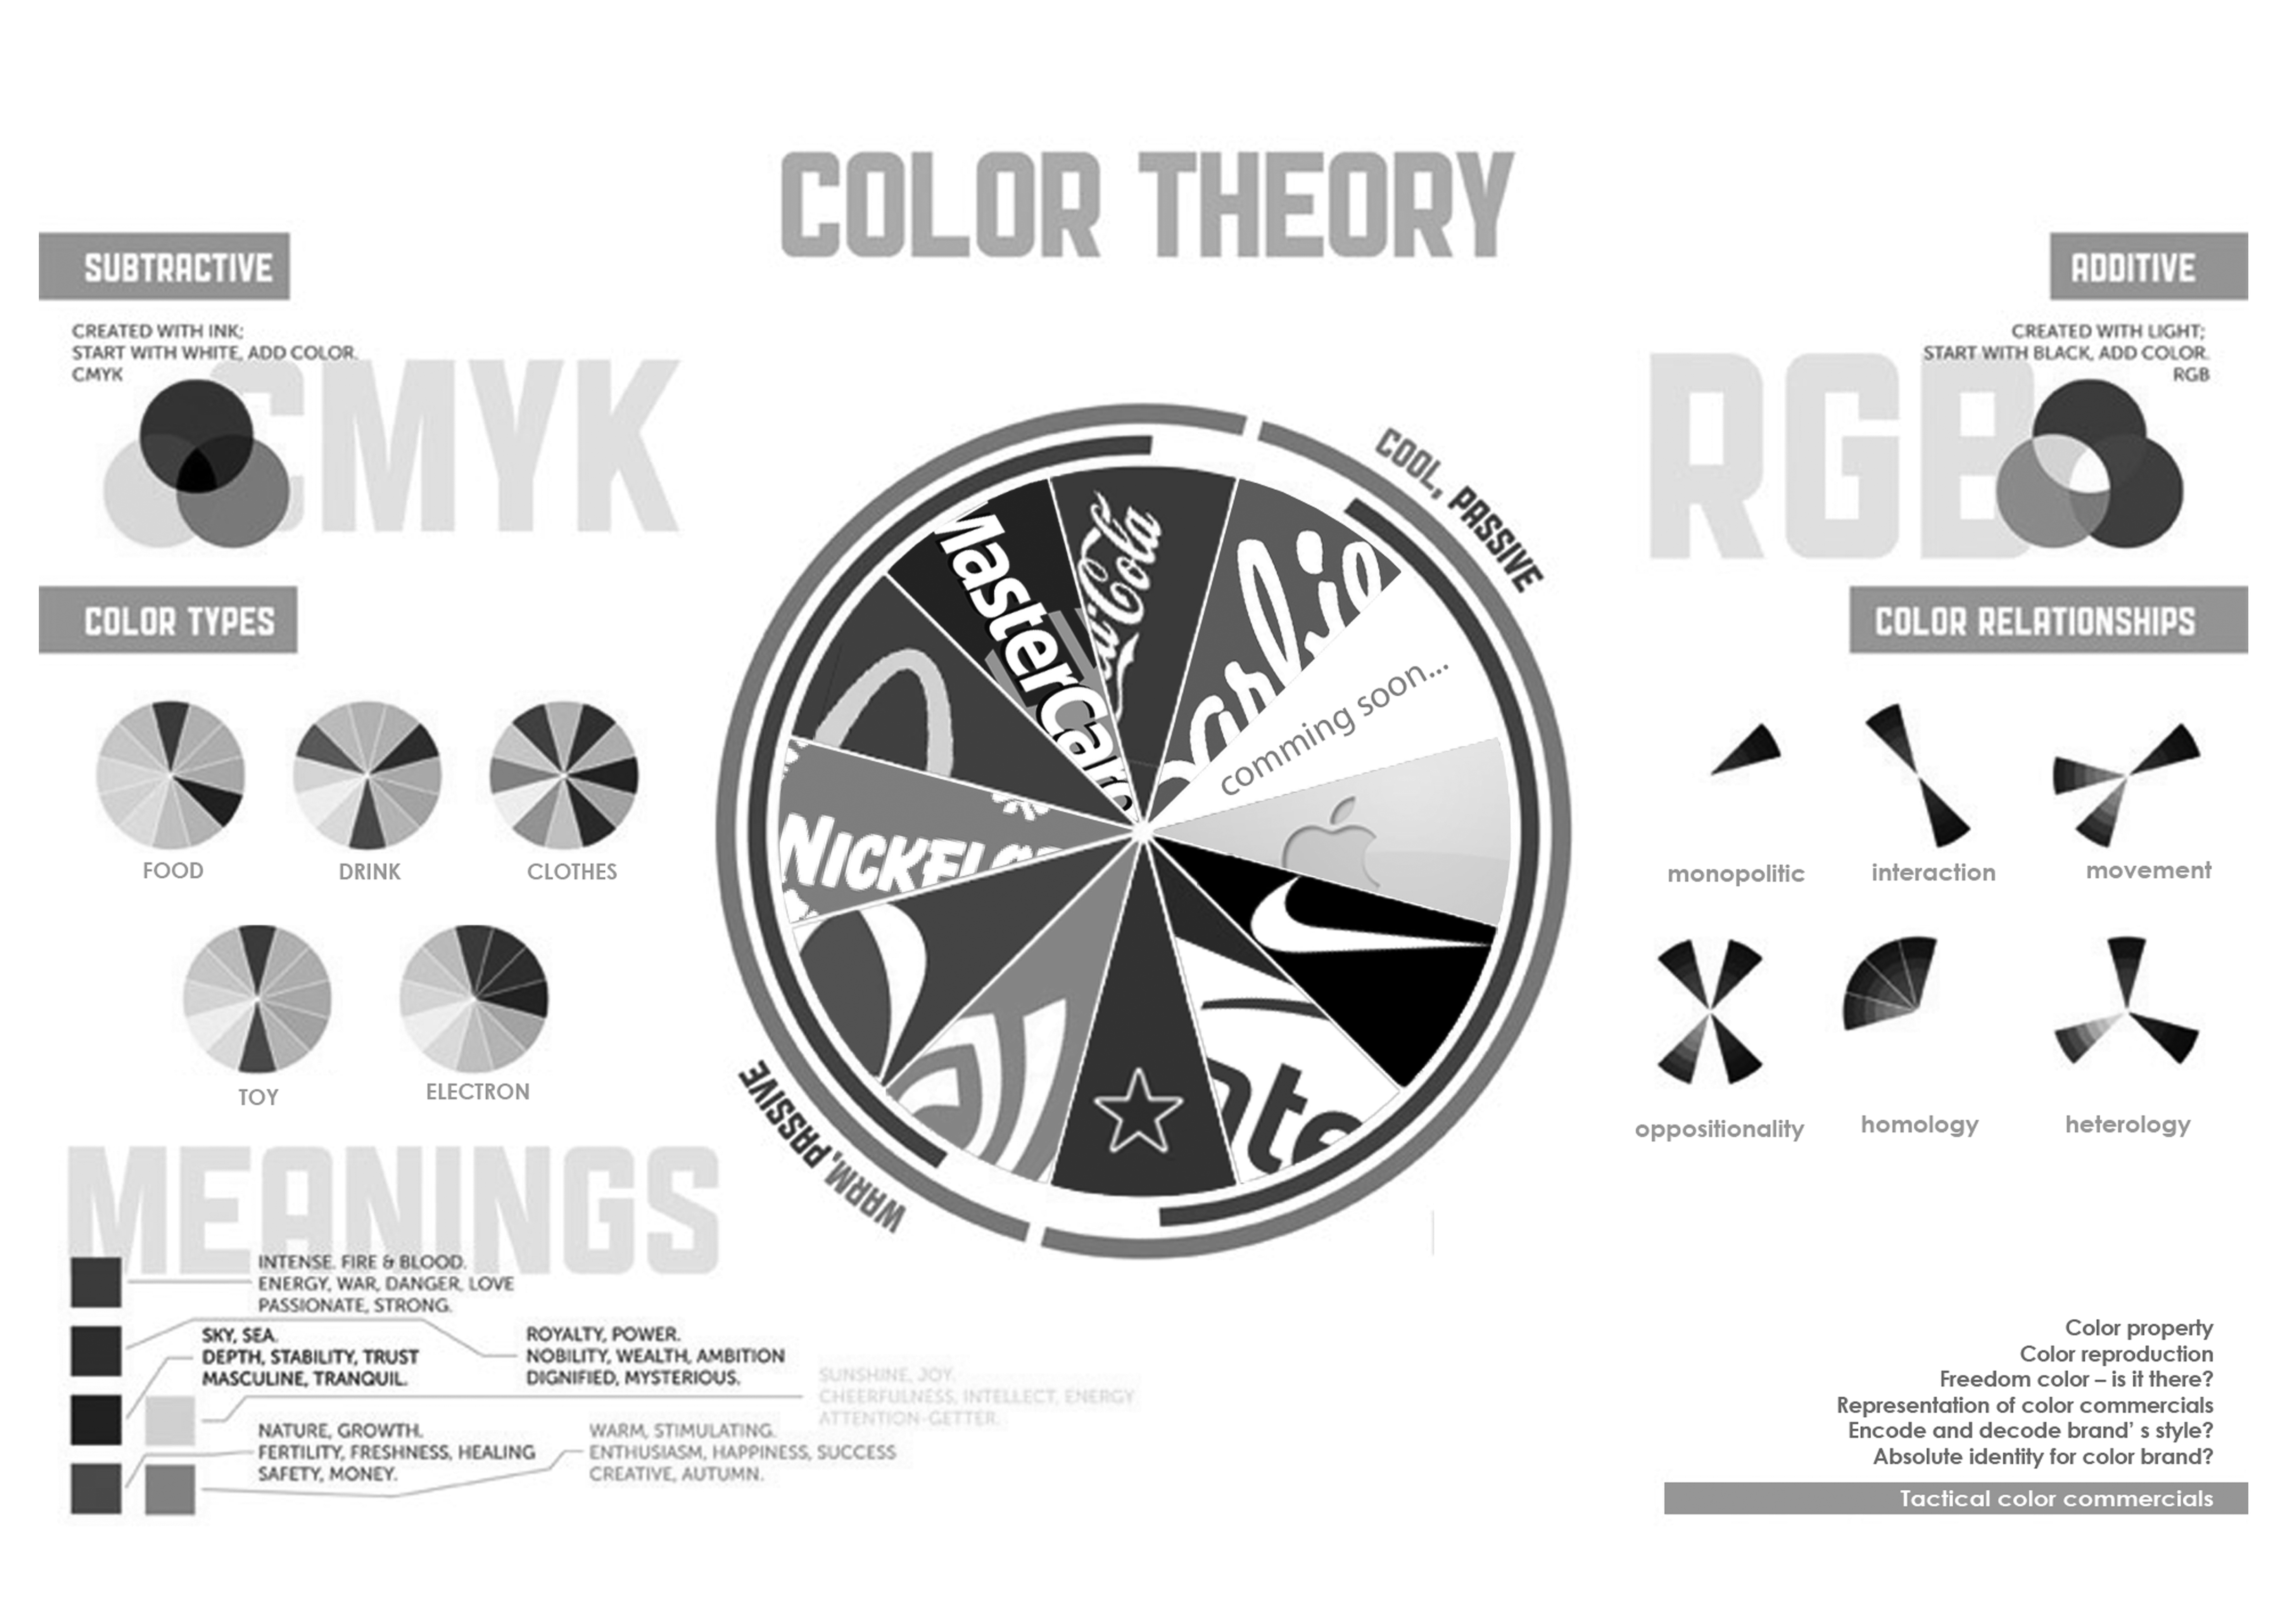 COLOR THEORY
SUBTRACTIVE
CREATED WITH INK;
START WITH WHITE, ADD COLOR.
CMYK
CMYK
ADDITIVE
CREATED WITH LIGHT;
START WITH BLACK, ADD COLOR.
RGB
RGB
COLOR TYPES
FOOD
DRINK
CLOTHES
TOY
ELECTRON
COOL, PASSIVE
MasterCard
Cola
arbie
comming soon...
NICKELO
nte
WARM, PASSIVE
COLOR RELATIONSHIPS
monopolitic
interaction
movement
oppositionality
homology
heterology
MEANINGS
INTENSE. FIRE & BLOOD.
ENERGY, WAR, DANGER, LOVE
PASSIONATE, STRONG.
SKY, SEA.
DEPTH, STABILITY, TRUST
MASCULINE, TRANQUIL.
ROYALTY, POWER.
NOBILITY, WEALTH, AMBITION
DIGNIFIED, MYSTERIOUS.
SUNSHINE, JOY.
CHEERFULNESS, INTELLECT, ENERGY
ATTENTION-GETTER.
NATURE, GROWTH.
FERTILITY, FRESHNESS, HEALING
SAFETY, MONEY.
WARM, STIMULATING.
ENTHUSIASM, HAPPINESS, SUCCESS
CREATIVE, AUTUMN.
Color property
Color reproduction
Freedom color – is it there?
Representation of color commercials
Encode and decode brand’ s style?
Absolute identity for color brand?
Tactical color commercials